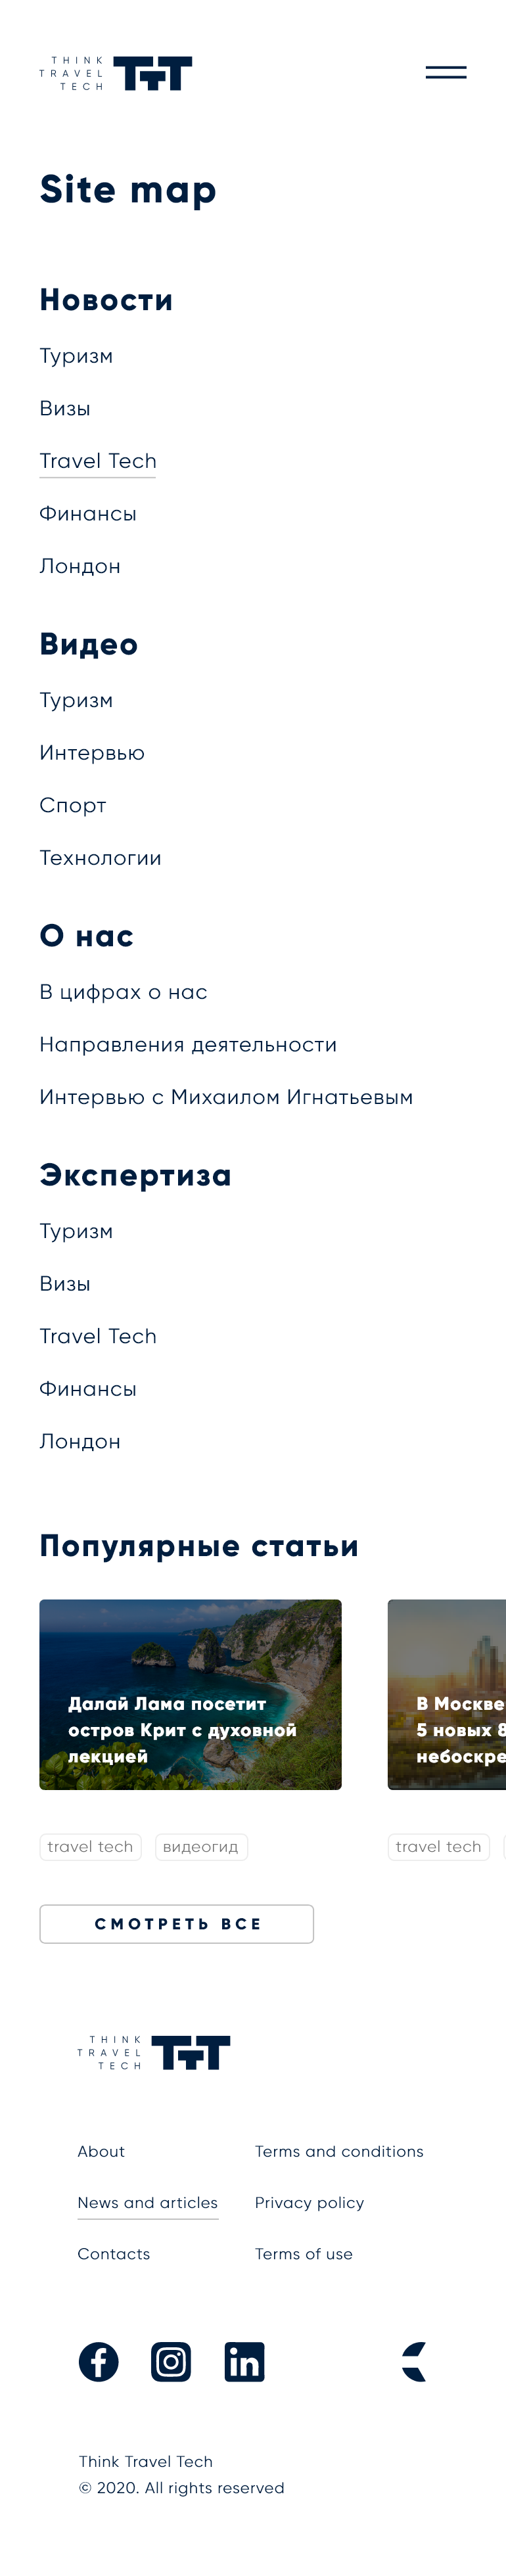 THINK
TRAVEL
TECH
TTT
Site map
Новости
Туризм
Визы
Travel Tech
Финансы
Лондон
Видео
Туризм
Интервью
Спорт
Технологии
О нас
В цифрах о нас
Направления деятельности
Интервью с Михаилом Игнатьевым
Экспертиза
Туризм
Визы
Travel Tech
Финансы
Лондон
Популярные статьи
Далай Лама посетит
остров Крит с духовной
лекцией
В Москве
5 новых 8
небоскре
travel tech
видеогид
travel tech
СМОТРЕТЬ ВСЕ
THINK
TRAVEL
TECH
TTT
About
Terms and conditions
News and articles
Privacy policy
Contacts
Terms of use
Think Travel Tech
© 2020. All rights reserved